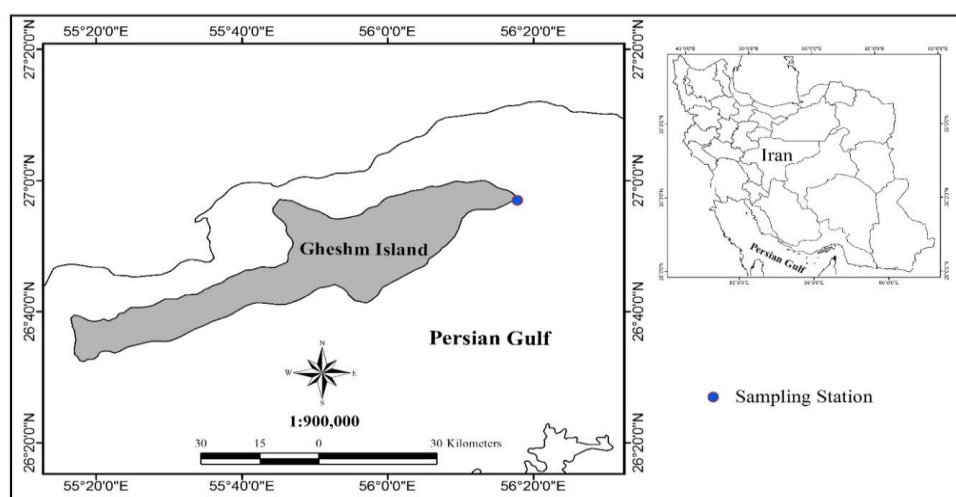 55°20'0"E 55°40'0"E 56°0'0"E 56°20'0"E
27°20'0"N 27°20'0"N
27°0'0"N 27°0'0"N
Gheshm Island
26°40'0"N 26°40'0"N
Persian Gulf
N
W E
S
1:900,000
30 15 0 30 Kilometers
26°20'0"N 26°20'0"N
55°20'0"E 55°40'0"E 56°0'0"E 56°20'0"E
Iran
Persian Gulf
Sampling Station